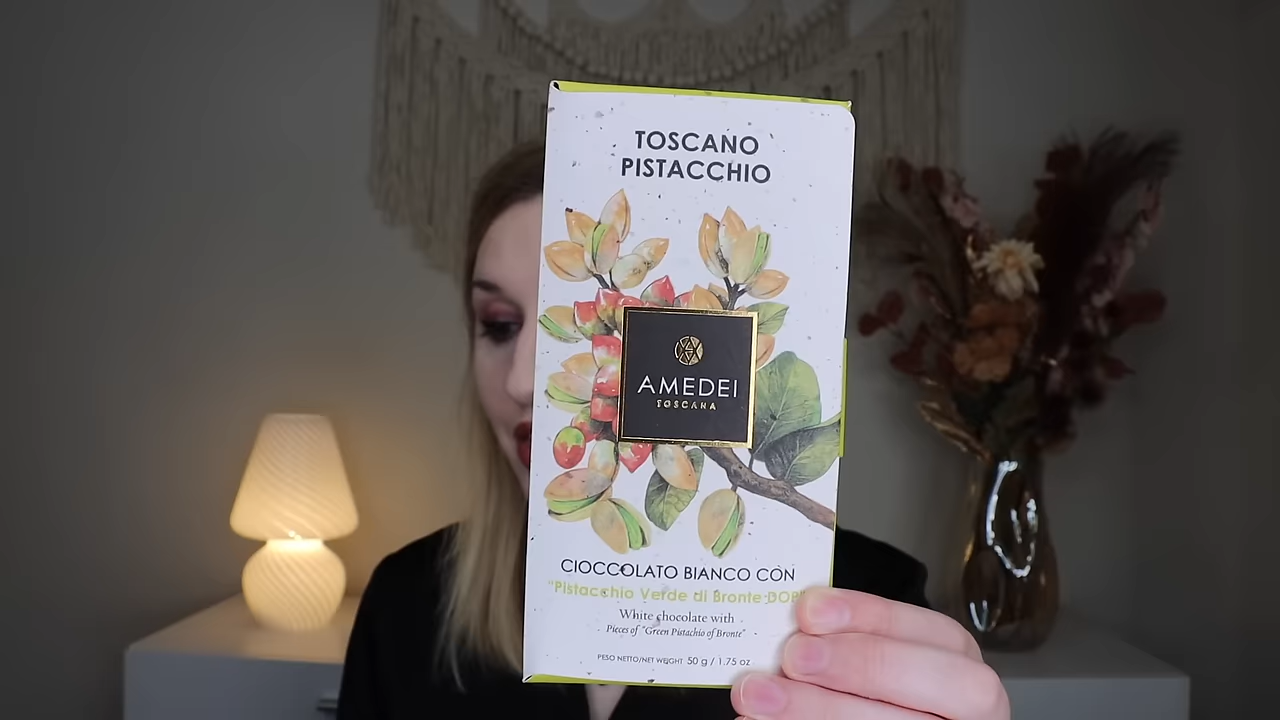 TOSCANO
PISTACCHIO
AMEDEI
TOSCANA
CIOCCOLATO BIANCO CON
"Pistacchio Verde di Bronte DOP"
White chocolate with
Pieces of "Green Pistachio of Bronte"
PESO NETTO/NET WEIGHT 50 g / 1.75 oz